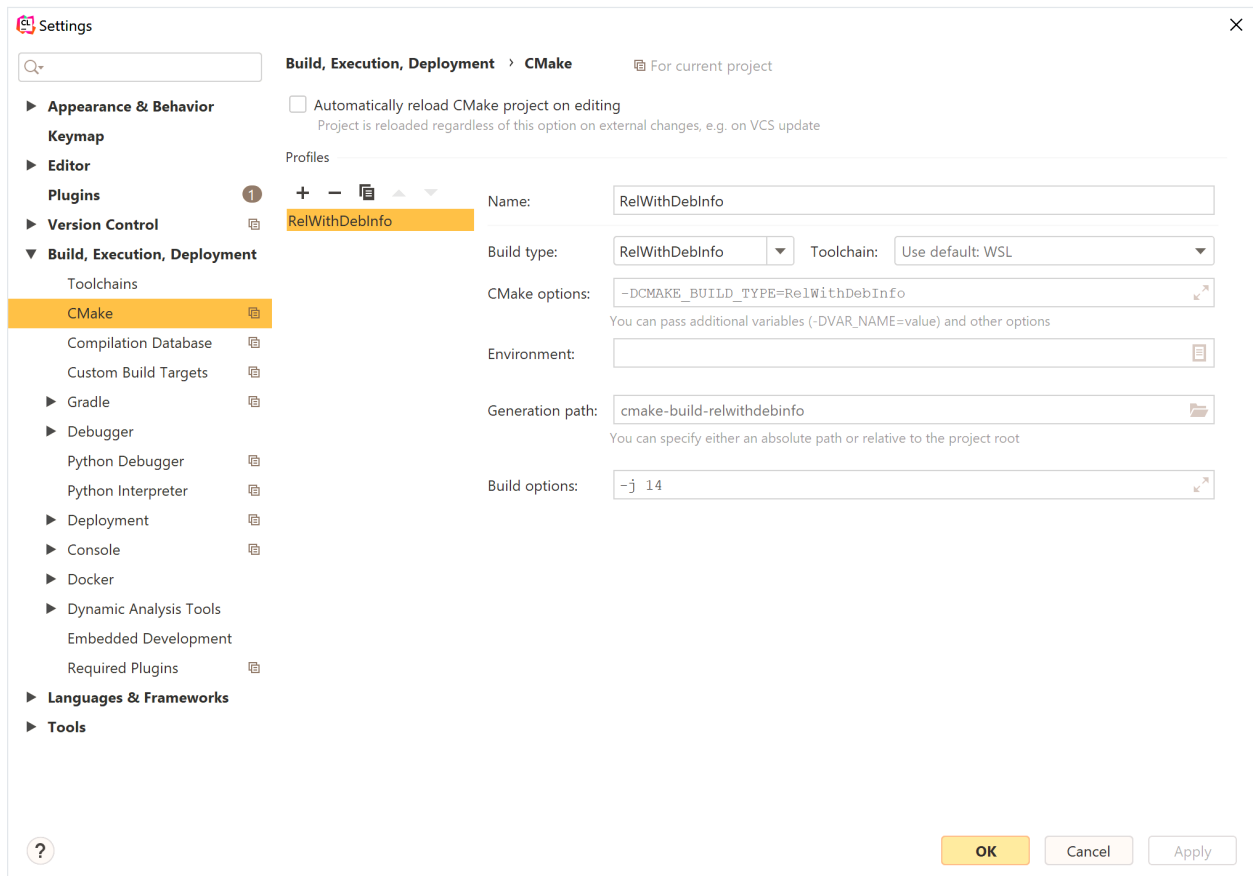 CL Settings
Appearance & Behavior
Keymap
Editor
Plugins 1
Version Control
Build, Execution, Deployment
Toolchains
CMake
Compilation Database
Custom Build Targets
Gradle
Debugger
Python Debugger
Python Interpreter
Deployment
Console
Docker
Dynamic Analysis Tools
Embedded Development
Required Plugins
Languages & Frameworks
Tools
?
Build, Execution, Deployment › CMake For current project
Automatically reload CMake project on editing
Project is reloaded regardless of this option on external changes, e.g. on VCS update
Profiles
RelWithDebInfo
Name: RelWithDebInfo
Build type: RelWithDebInfo Toolchain: Use default: WSL
CMake options: -DCMAKE_BUILD_TYPE=RelWithDebInfo
You can pass additional variables (-DVAR_NAME=value) and other options
Environment:
Generation path: cmake-build-relwithdebinfo
You can specify either an absolute path or relative to the project root
Build options: -j 14
OK Cancel Apply